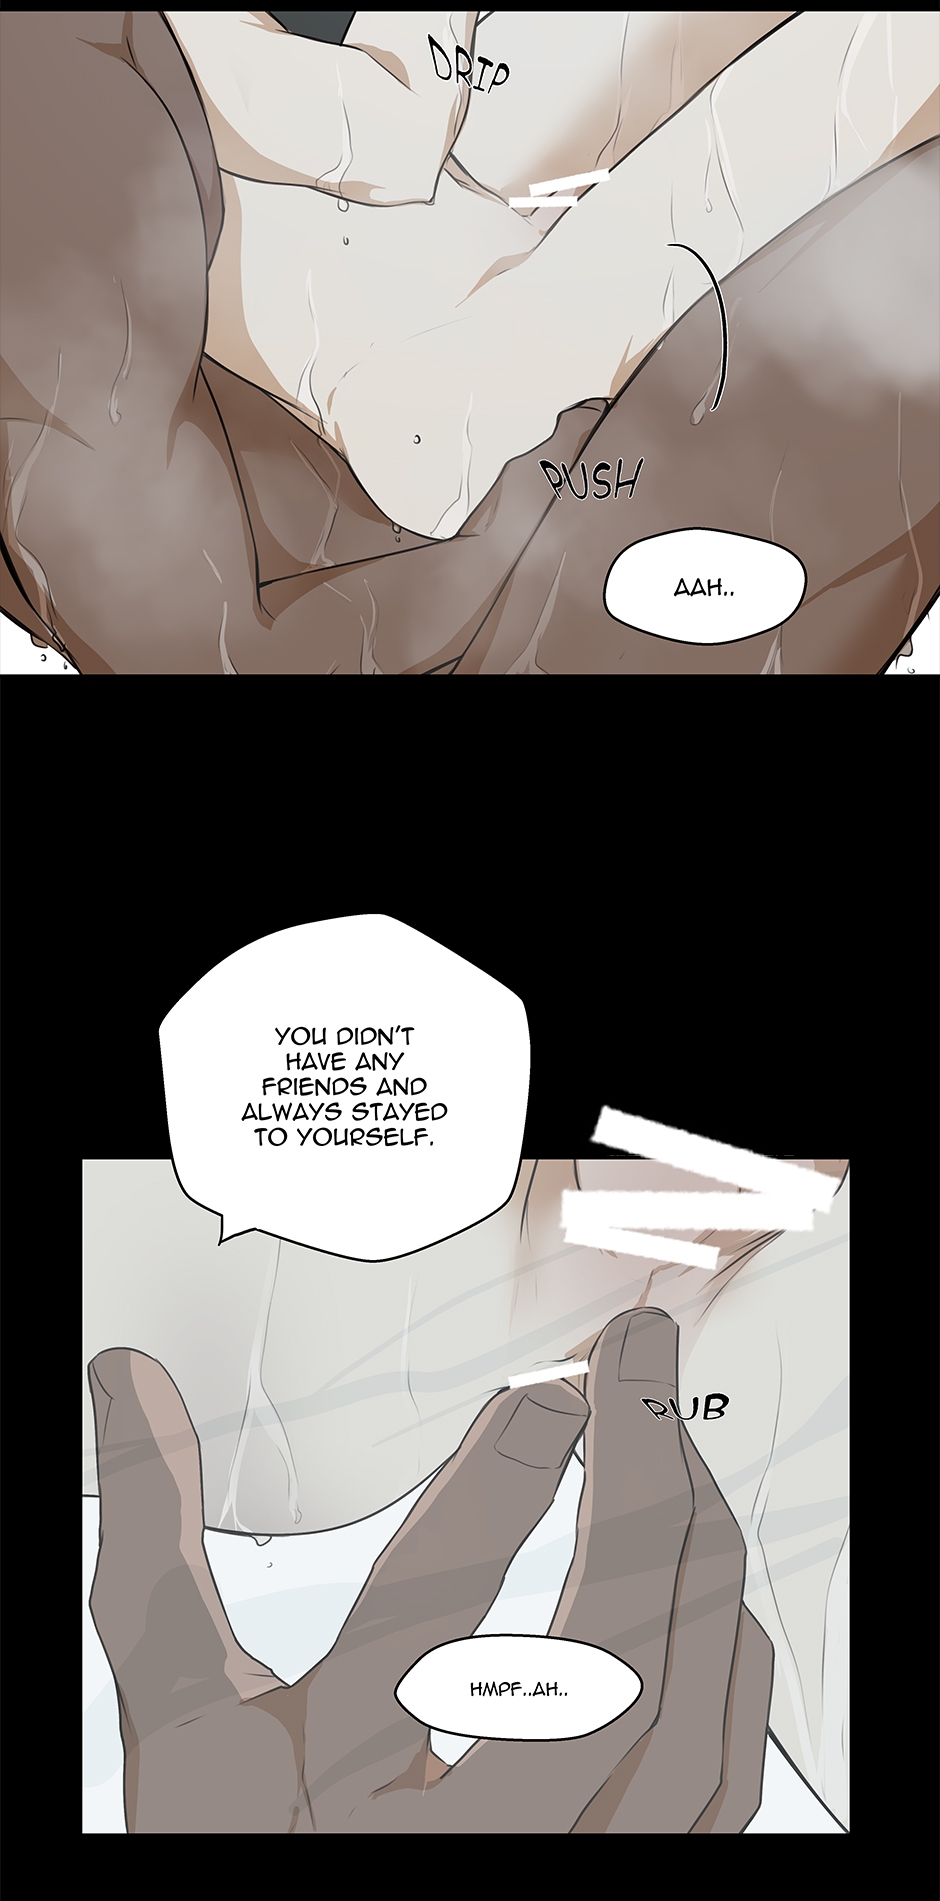 DRIP
PUSH
AAH..
YOU DIDN'T
HAVE ANY
FRIENDS AND
ALWAYS STAYED
TO YOURSELF.
RUB
HMPF..AH..